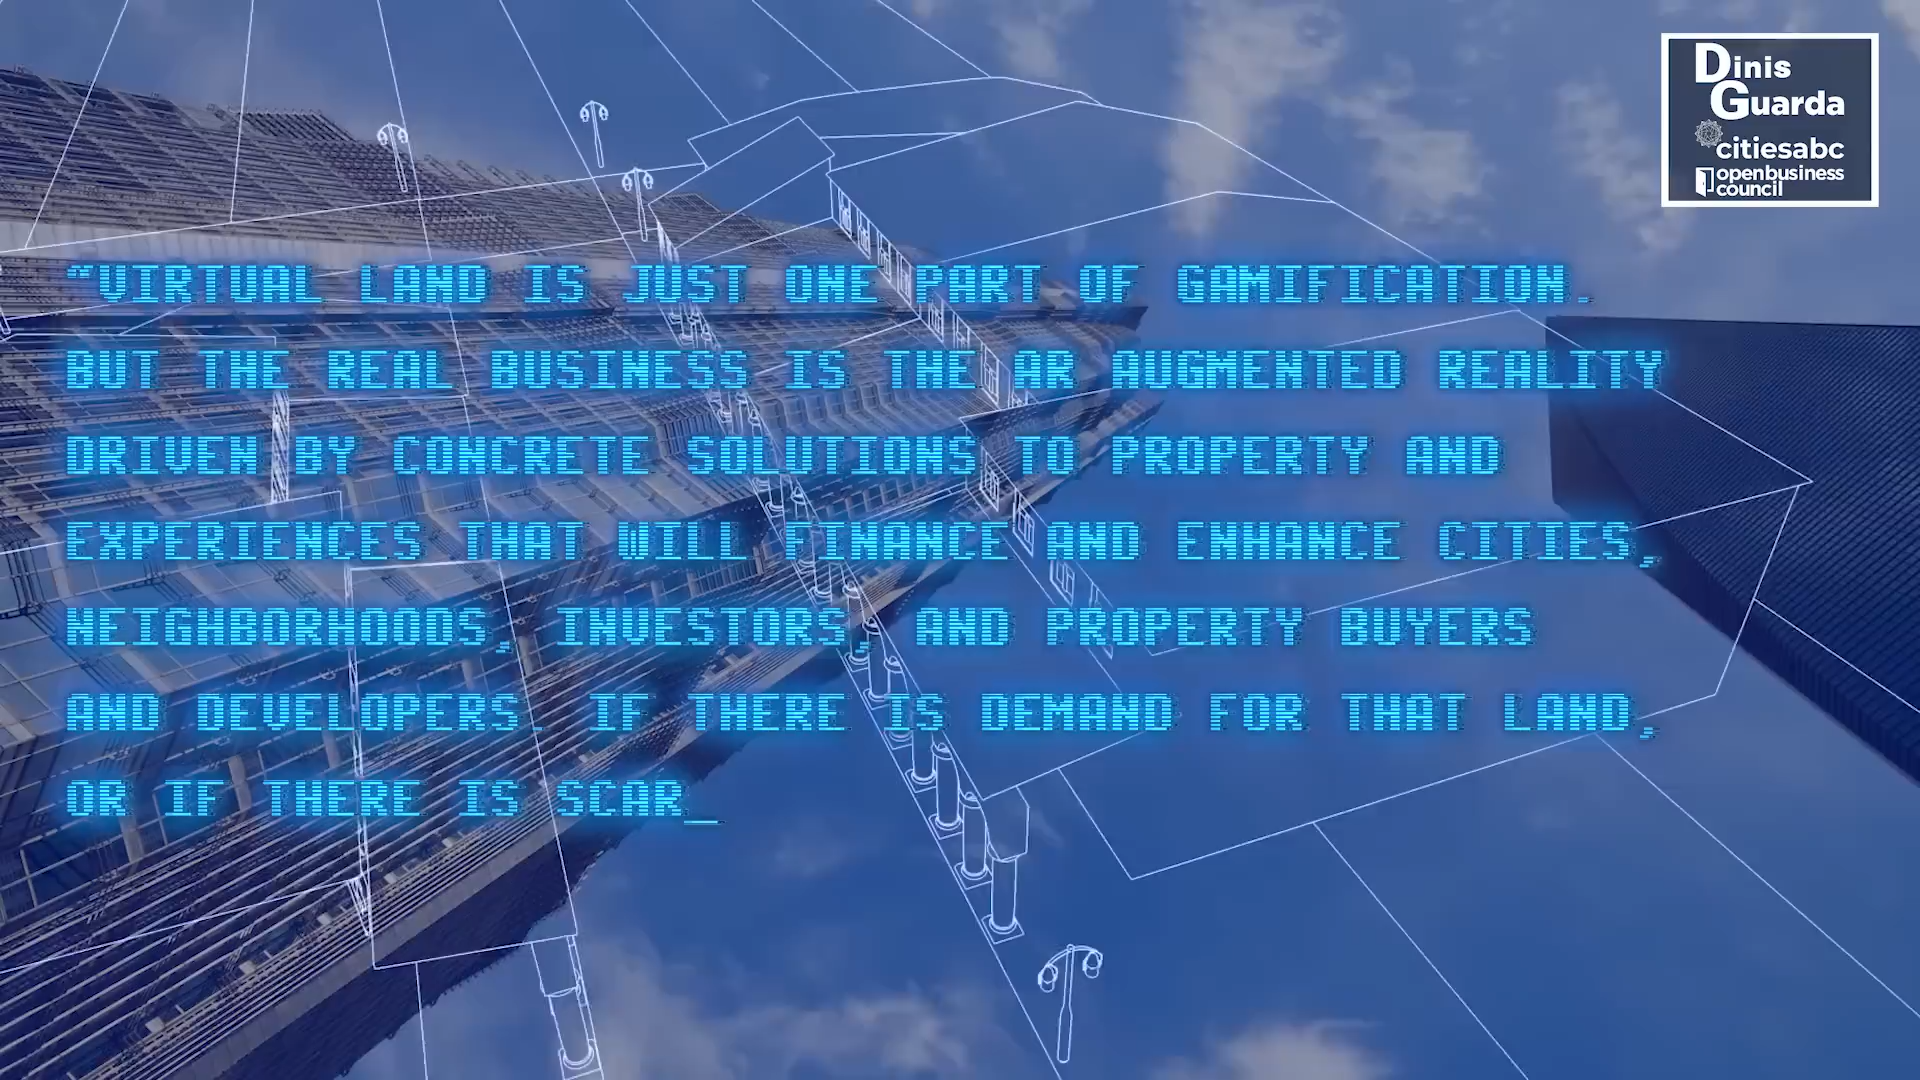 Dinis
Guarda
citiesabc
openbusiness
council
“VIRTUAL LAND IS JUST ONE PART OF GAMIFICATION.
BUT THE REAL BUSINESS IS THE AR AUGMENTED REALITY
DRIVEN BY CONCRETE SOLUTIONS TO PROPERTY AND
EXPERIENCES THAT WILL FINANCE AND ENHANCE CITIES,
NEIGHBORHOODS, INVESTORS, AND PROPERTY BUYERS
AND DEVELOPERS. IF THERE IS DEMAND FOR THAT LAND,
OR IF THERE IS SCAR_